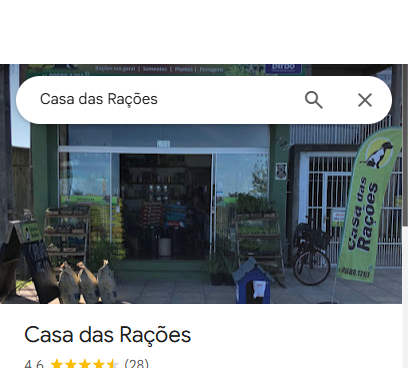 Rações em geral | Sementes | Plantas | Ferragens
Casa das Rações
Casa das
Rações
Casa das Rações
4,6 (28)